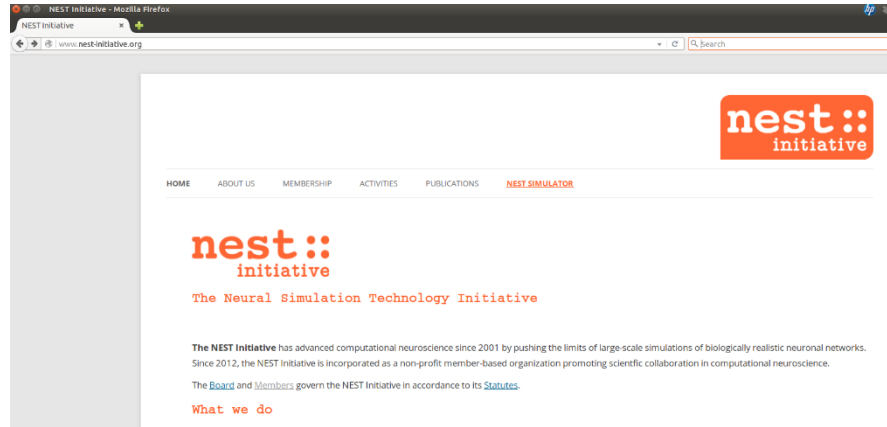 NEST Initiative - Mozilla Firefox
NEST Initiative
www.nest-initiative.org
Search
nest::
initiative
HOME ABOUT US MEMBERSHIP ACTIVITIES PUBLICATIONS NEST SIMULATOR
nest::
initiative
The Neural Simulation Technology Initiative
The NEST Initiative has advanced computational neuroscience since 2001 by pushing the limits of large-scale simulations of biologically realistic neuronal networks.
Since 2012, the NEST Initiative is incorporated as a non-profit member-based organization promoting scientfic collaboration in computational neuroscience.
The Board and Members govern the NEST Initiative in accordance to its Statutes.
What we do